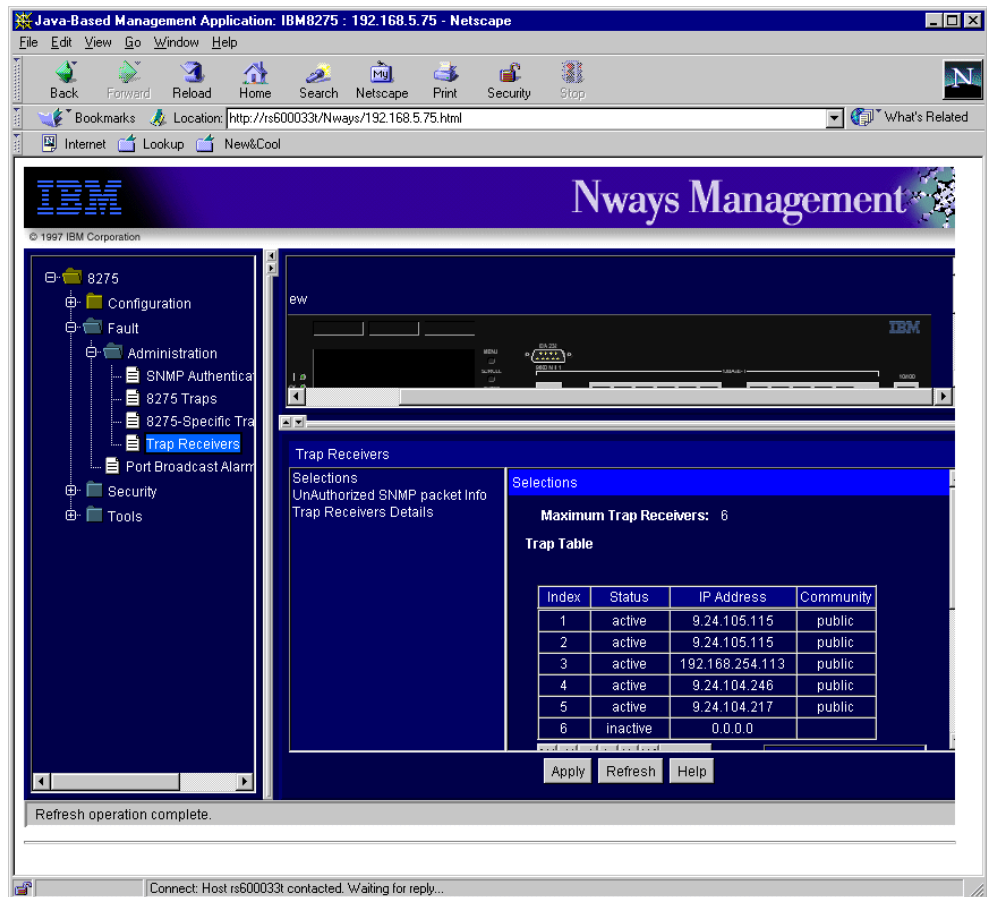 Java-Based Management Application: IBM8275 : 192.168.5.75 - Netscape
File Edit View Go Window Help
Back Forward Reload Home Search Netscape Print Security Stop
My
N
Bookmarks Location: http://rs600033t/Nways/192.168.5.75.html What's Related
Internet Lookup New&Cool
IBM Nways Management
© 1997 IBM Corporation
8275
Configuration
Fault
Administration
SNMP Authenticat
8275 Traps
8275-Specific Tra
Trap Receivers
Port Broadcast Alarm
Security
Tools
ew
IBM
MENU
Trap Receivers
Selections
UnAuthorized SNMP packet Info
Trap Receivers Details
Selections
Maximum Trap Receivers: 6
Trap Table
Index Status IP Address Community
1 active 9.24.105.115 public
2 active 9.24.105.115 public
3 active 192.168.254.113 public
4 active 9.24.104.246 public
5 active 9.24.104.217 public
6 inactive 0.0.0.0
Apply Refresh Help
Refresh operation complete.
Connect: Host rs600033t contacted. Waiting for reply...